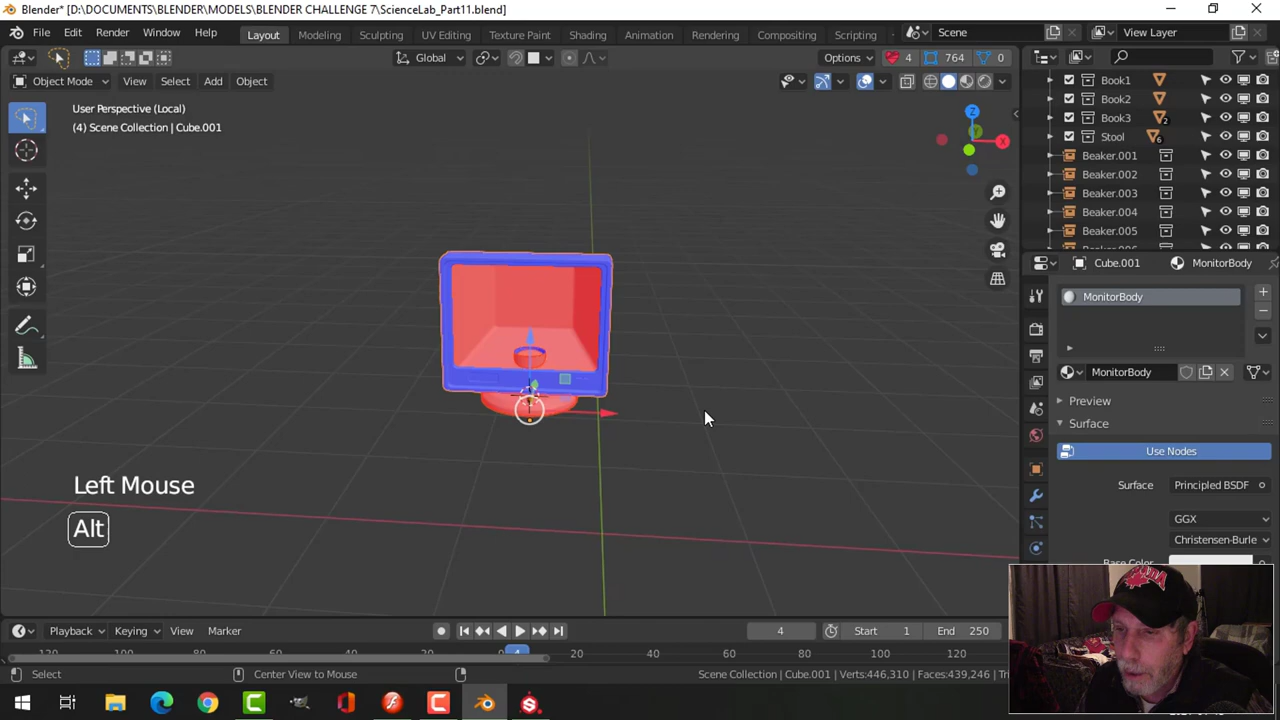 Blender* [D:\DOCUMENTS\BLENDER\MODELS\BLENDER CHALLENGE 7\ScienceLab_Part11.blend]
File Edit Render Window Help Layout Modeling Sculpting UV Editing Texture Paint Shading Animation Rendering Compositing Scripting Scene View Layer
Global Options 4 764 0
Object Mode View Select Add Object
User Perspective (Local)
(4) Scene Collection | Cube.001
Z
X
Book1
Book2
Book3 2
Stool 6
Beaker.001
Beaker.002
Beaker.003
Beaker.004
Beaker.005
Cube.001 MonitorBody
MonitorBody
MonitorBody
Preview
Surface
Use Nodes
Surface Principled BSDF
GGX
Christensen-Burle
Base Color
Left Mouse
Alt
Playback Keying View Marker 4 Start 1 End 250
120 100 80 60 40 20 0 4 20 40 60 80 100 120
Select Center View to Mouse Scene Collection | Cube.001 | Verts:446,310 | Faces:439,246 |